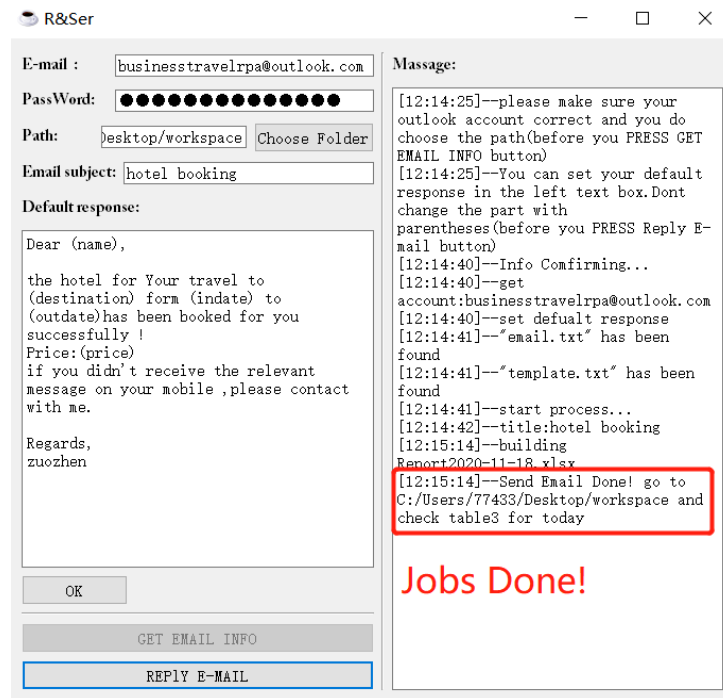 R&Ser
E-mail :
businesstravelrpa@outlook.com
PassWord:
Path:
Desktop/workspace
Choose Folder
Email subject:
hotel booking
Default response:
Dear (name),
the hotel for Your travel to
(destination) form (indate) to
(outdate)has been booked for you
successfully !
Price:(price)
if you didn't receive the relevant
message on your mobile ,please contact
with me.
Regards,
zuozhen
OK
GET EMAIL INFO
REPlY E-MAIL
Massage:
[12:14:25]--please make sure your
outlook account correct and you do
choose the path(before you PRESS GET
EMAIL INFO button)
[12:14:25]--You can set your default
response in the left text box.Dont
change the part with
parentheses(before you PRESS Reply E-
mail button)
[12:14:40]--Info Comfirming...
[12:14:40]--get
account:businesstravelrpa@outlook.com
[12:14:40]--set defualt response
[12:14:41]--"email.txt" has been
found
[12:14:41]--"template.txt" has been
found
[12:14:41]--start process...
[12:14:42]--title:hotel booking
[12:15:14]--building
Report2020-11-18.xlsx
[12:15:14]--Send Email Done! go to
C:/Users/77433/Desktop/workspace and
check table3 for today
Jobs Done!